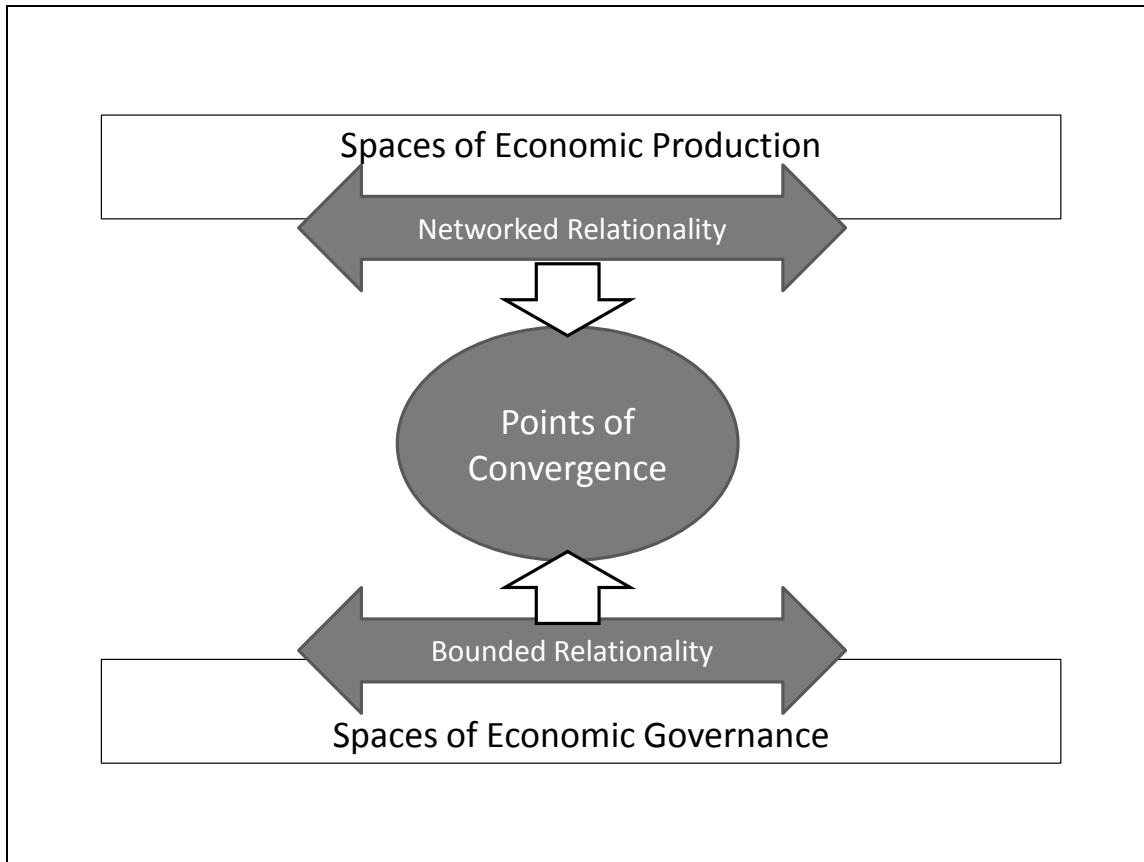 Spaces of Economic Production
Networked Relationality
Points of
Convergence
Bounded Relationality
Spaces of Economic Governance